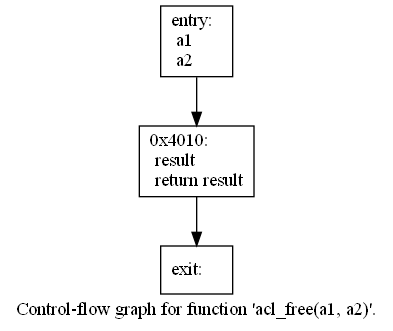 entry:
a1
a2
0x4010:
result
return result
exit:
Control-flow graph for function 'acl_free(a1, a2)'.